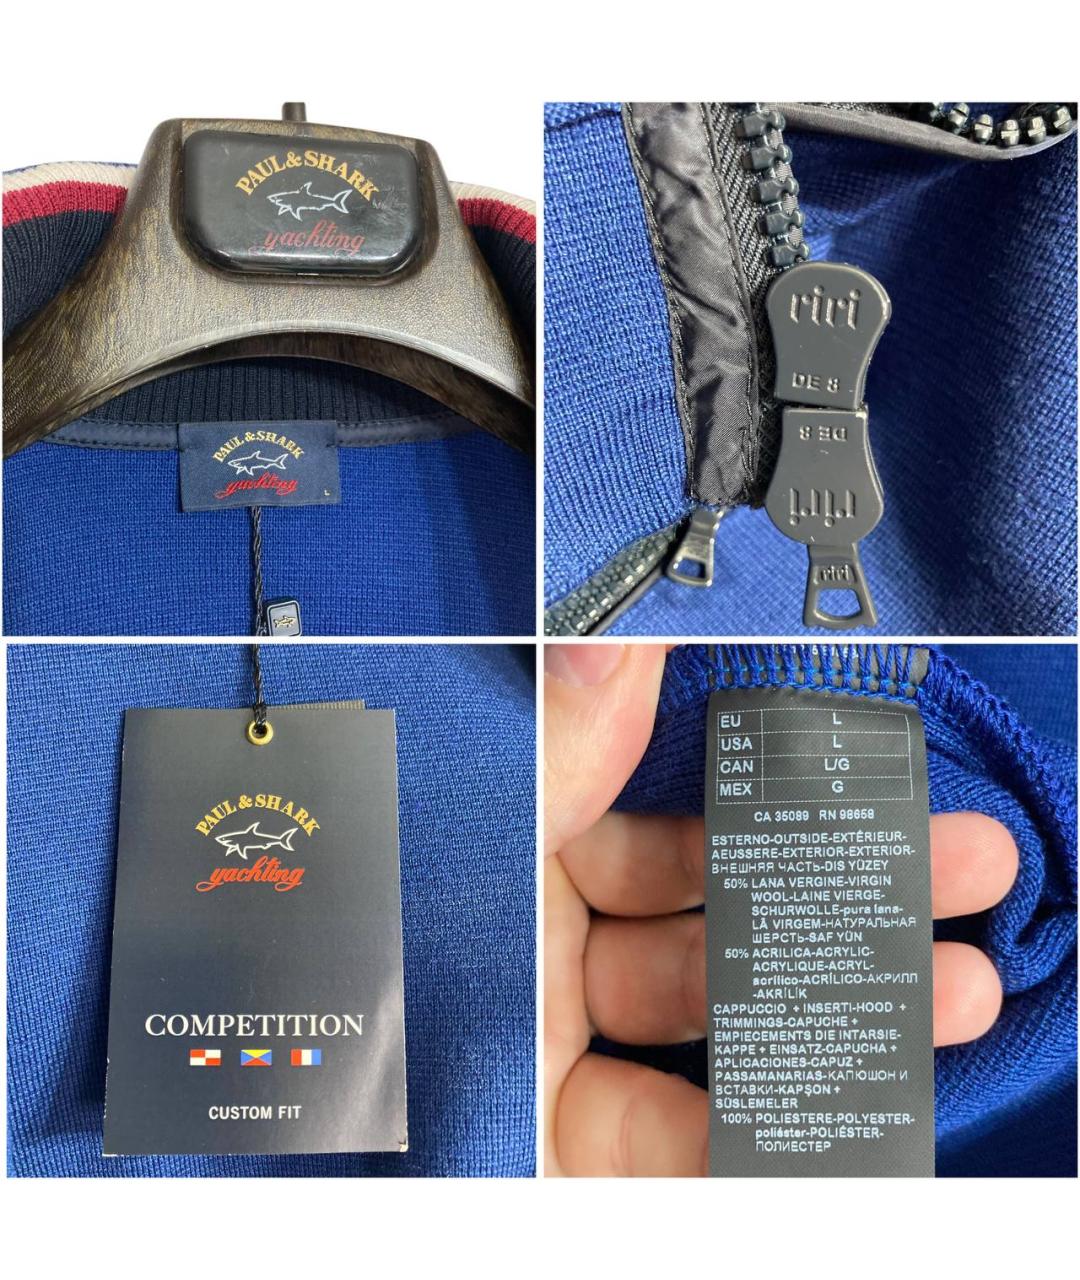 PAUL & SHARK
yachting
PAUL & SHARK
yachting
L
riri
DE 8
DE 8
riri
riri
PAUL & SHARK
yachting
COMPETITION
CUSTOM FIT
EU L
USA L
CAN L/G
MEX G
CA 35089 RN 98658
ESTERNO-OUTSIDE-EXTÉRIEUR-
AEUSSERE-EXTERIOR-EXTERIOR-
ВНЕШНЯЯ ЧАСТЬ-DIS YÜZEY
50% LANA VERGINE-VIRGIN
WOOL-LAINE VIERGE-
SCHURWOLLE-pura lana-
LÃ VIRGEM-НАТУРАЛЬНАЯ
ШЕРСТЬ-SAF YÜN
50% ACRILICA-ACRYLIC-
ACRYLIQUE-ACRYL-
acrílico-ACRÍLICO-АКРИЛЛ
-AKRİLİK
CAPPUCCIO + INSERTI-HOOD +
TRIMMINGS-CAPUCHE +
EMPIECEMENTS DIE INTARSIE-
KAPPE + EINSATZ-CAPUCHA +
APLICACIONES-CAPUZ +
PASSAMANARIAS-КАПЮШОН И
ВСТАВКИ-KAPŞON +
SÜSLEMELER
100% POLIESTERE-POLYESTER-
poliéster-POLIÉSTER-
ПОЛИЕСТЕР